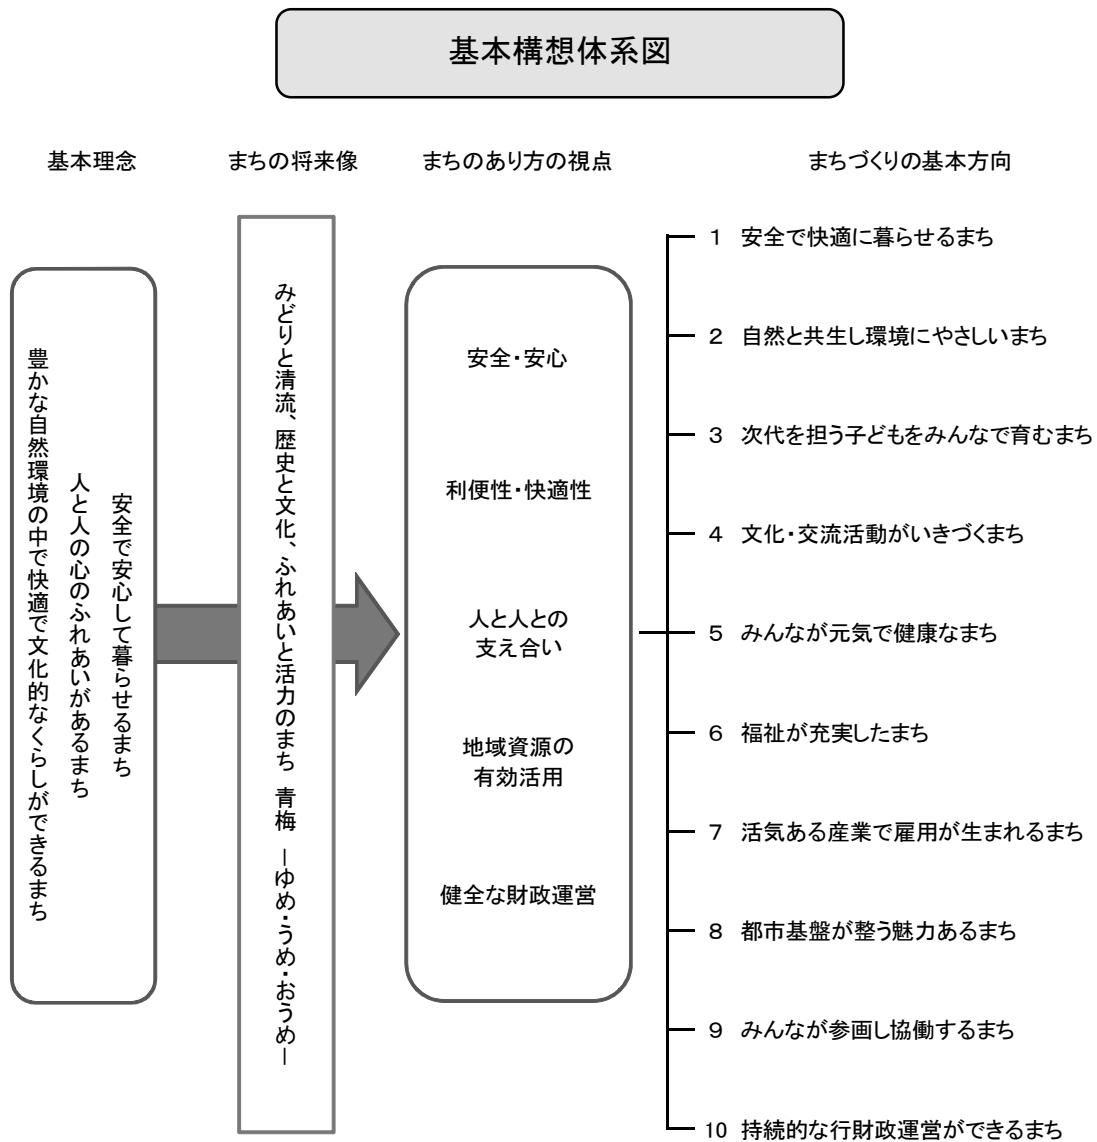 基本構想体系図
基本理念
まちの将来像
まちのあり方の視点
まちづくりの基本方向
安全で安心して暮らせるまち
人と人の心のふれあいがあるまち
豊かな自然環境の中で快適で文化的なくらしができるまち
みどりと清流、歴史と文化、ふれあいと活力のまち 青梅 ―ゆめ・うめ・おうめ―
安全・安心
利便性・快適性
人と人との
支え合い
地域資源の
有効活用
健全な財政運営
1 安全で快適に暮らせるまち
2 自然と共生し環境にやさしいまち
3 次代を担う子どもをみんなで育むまち
4 文化・交流活動がいきづくまち
5 みんなが元気で健康なまち
6 福祉が充実したまち
7 活気ある産業で雇用が生まれるまち
8 都市基盤が整う魅力あるまち
9 みんなが参画し協働するまち
10 持続的な行財政運営ができるまち